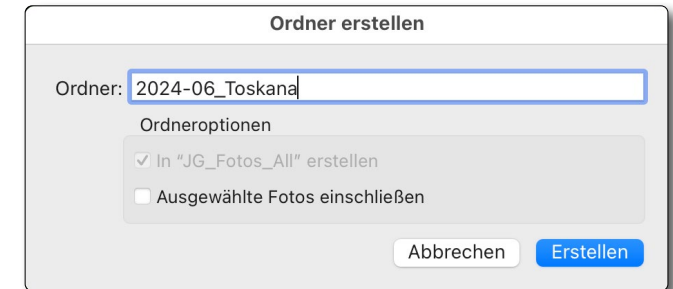 Ordner erstellen
Ordner: 2024-06_Toskana
Ordneroptionen
In “JG_Fotos_All” erstellen
Ausgewählte Fotos einschließen
Abbrechen Erstellen